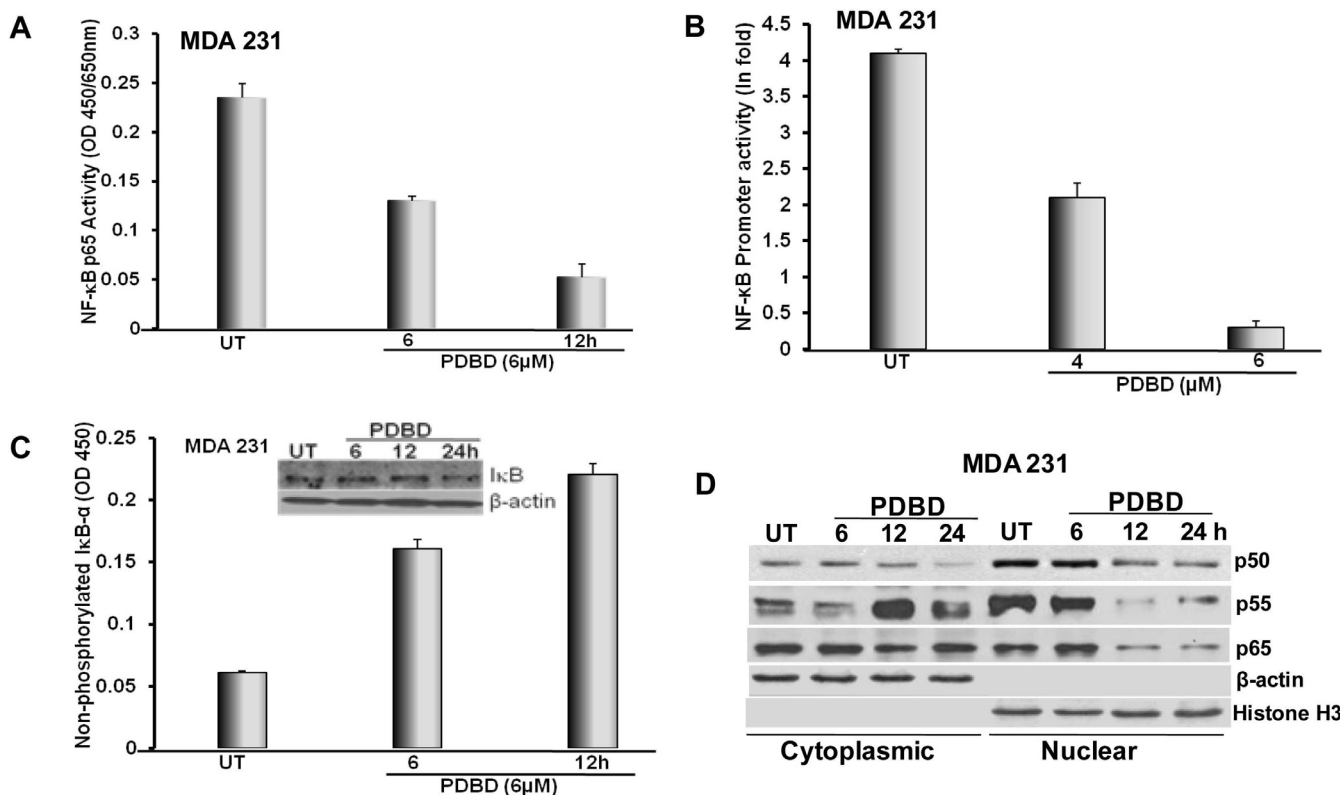 A
MDA 231
NF-κB p65 Activity (OD 450/650nm)
0.3
0.25
0.2
0.15
0.1
0.05
0
UT
6
12h
PDBD (6μM)
B
MDA 231
NF-κB Promoter activity (In fold)
4.5
4
3.5
3
2.5
2
1.5
1
0.5
0
UT
4
6
PDBD (μM)
C
MDA 231
Non-phosphorylated IκB-α (OD 450)
0.25
0.2
0.15
0.1
0.05
0
PDBD
UT 6 12 24h
IκB
β-actin
UT
6
12h
PDBD (6μM)
D
MDA 231
PDBD PDBD
UT 6 12 24 UT 6 12 24 h
p50
p55
p65
β-actin
Histone H3
Cytoplasmic Nuclear